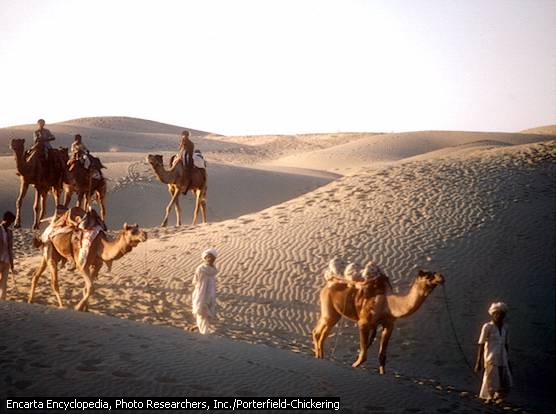 Encarta Encyclopedia, Photo Researchers, Inc./Porterfield-Chickering